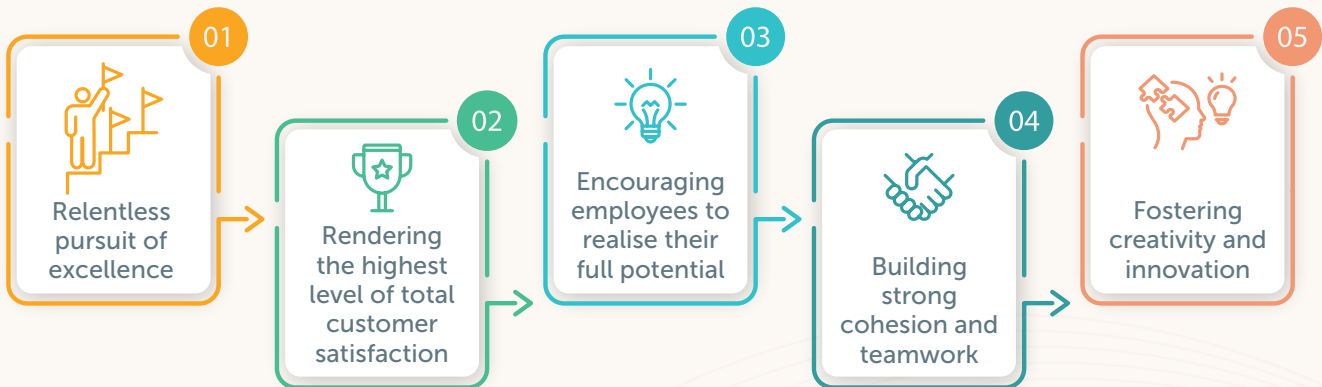 01
Relentless
pursuit of
excellence
02
Rendering
the highest
level of total
customer
satisfaction
03
Encouraging
employees to
realise their
full potential
04
Building
strong
cohesion and
teamwork
05
Fostering
creativity and
innovation